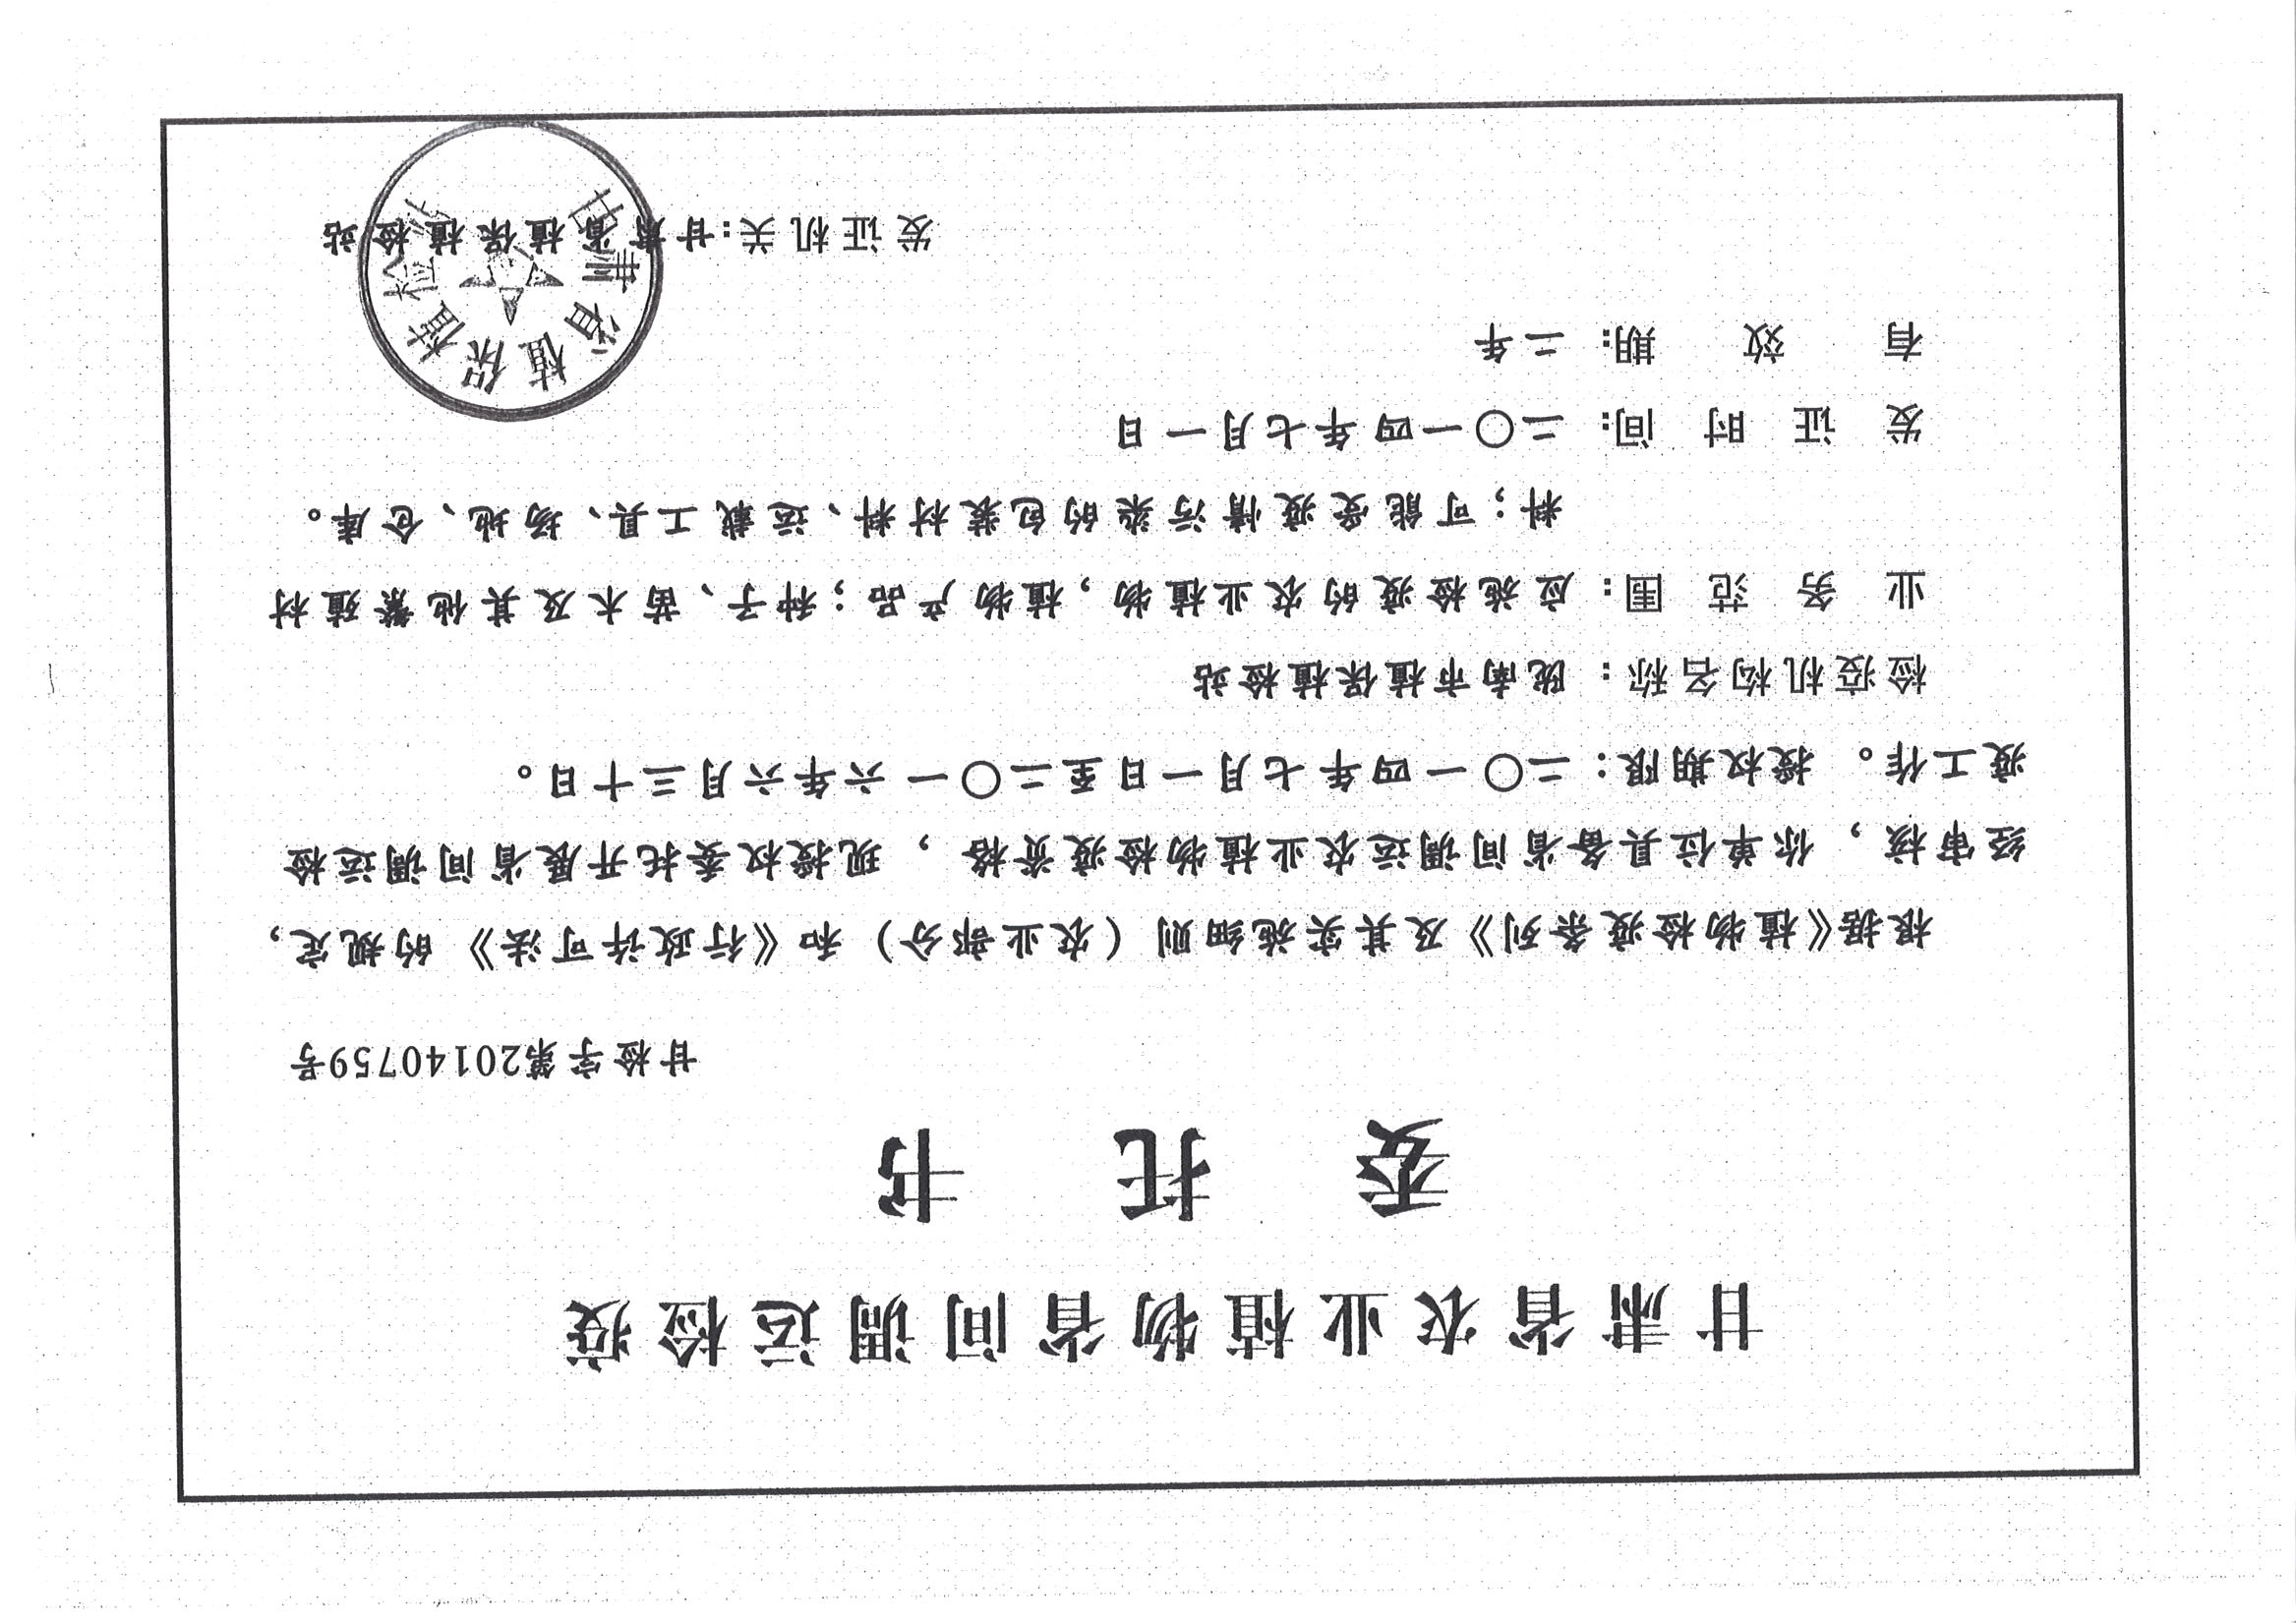 甘肃省农业植物省间调运检疫
委托书
甘检字第20140759号
根据《植物检疫条列》及其实施细则（农业部分）和《行政许可法》的规定，
经审核，你单位具备省间调运农业植物检疫资格，现授权委托开展省间调运检
疫工作。授权期限：二〇一四年七月一日至二〇一六年六月三十日。
检疫机构名称：陇南市植保植检站
业务范围：应施检疫的农业植物，植物产品；种子、苗木及其他繁殖材
料；可能受疫情污染的包装材料、运载工具、场地、仓库。
发证时间：二〇一四年七月一日
有效期：二年
甘肃省植保植检站
发证机关：甘肃省植保植检站